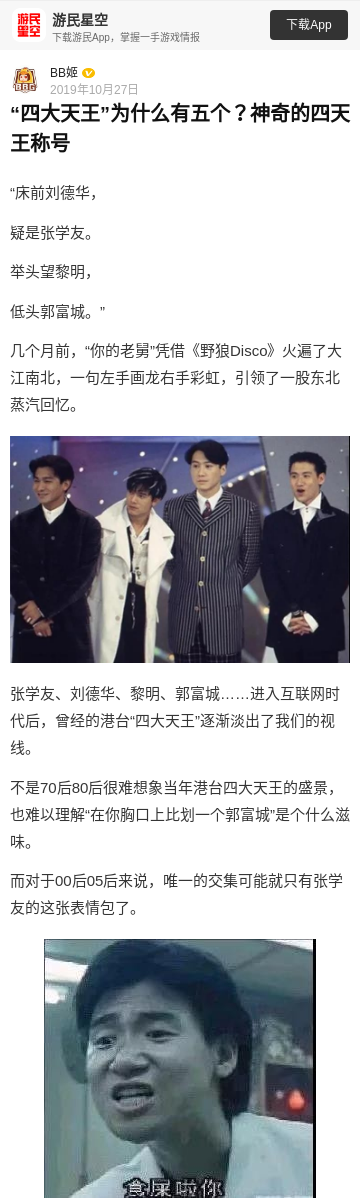 游民星空
游民星空
下载游民App，掌握一手游戏情报
下载App
BBG
BB姬
2019年10月27日
“四大天王”为什么有五个？神奇的四天
王称号
“床前刘德华，
疑是张学友。
举头望黎明，
低头郭富城。”
几个月前，“你的老舅”凭借《野狼Disco》火遍了大
江南北，一句左手画龙右手彩虹，引领了一股东北
蒸汽回忆。
张学友、刘德华、黎明、郭富城……进入互联网时
代后，曾经的港台“四大天王”逐渐淡出了我们的视
线。
不是70后80后很难想象当年港台四大天王的盛景，
也难以理解“在你胸口上比划一个郭富城”是个什么滋
味。
而对于00后05后来说，唯一的交集可能就只有张学
友的这张表情包了。
食屎啦你